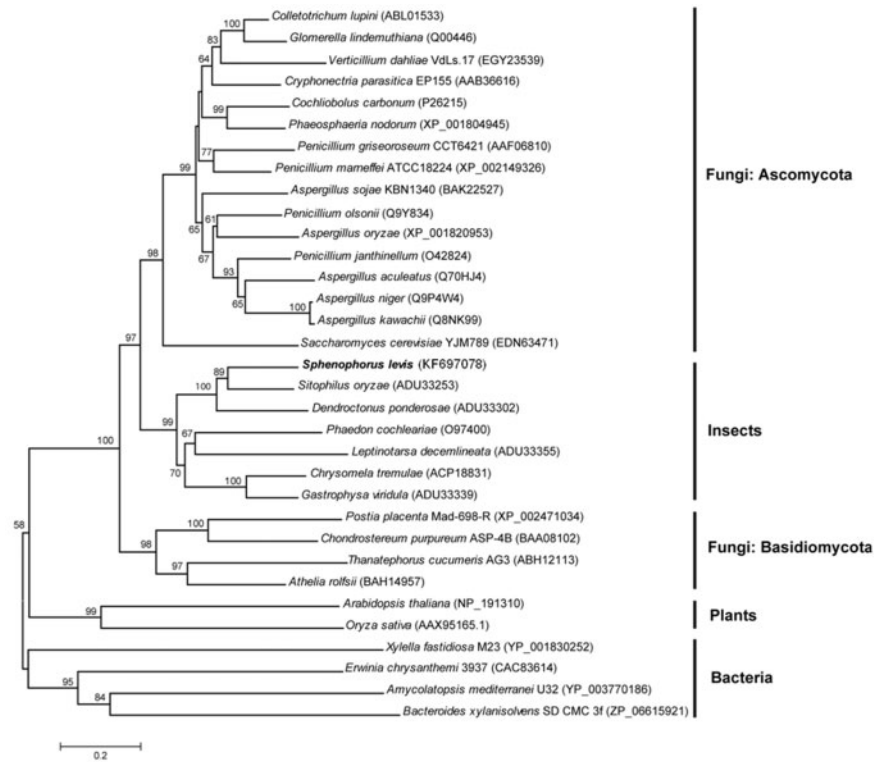 Colletotrichum lupini (ABL01533)
100
Glomerella lindemuthiana (Q00446)
83
Verticillium dahliae VdLs.17 (EGY23539)
64
Cryphonectria parasitica EP155 (AAB36616)
Cochliobolus carbonum (P26215)
99
Phaeosphaeria nodorum (XP_001804945)
Penicillium griseoroseum CCT6421 (AAF06810)
77
Penicillium marneffei ATCC18224 (XP_002149326)
99
Fungi: Ascomycota
Aspergillus sojae KBN1340 (BAK22527)
Penicillium olsonii (Q9Y834)
61
65
Aspergillus oryzae (XP_001820953)
67
Penicillium janthinellum (O42824)
93
Aspergillus aculeatus (Q70HJ4)
65
Aspergillus niger (Q9P4W4)
100
Aspergillus kawachii (Q8NK99)
98
Saccharomyces cerevisiae YJM789 (EDN63471)
97
Sphenophorus levis (KF697078)
89
Sitophilus oryzae (ADU33253)
100
Dendroctonus ponderosae (ADU33302)
99
Phaedon cochleariae (O97400)
67
Insects
Leptinotarsa decemlineata (ADU33355)
70
Chrysomela tremulae (ACP18831)
100
Gastrophysa viridula (ADU33339)
100
Postia placenta Mad-698-R (XP_002471034)
100
Chondrostereum purpureum ASP-4B (BAA08102)
98
Fungi: Basidiomycota
Thanatephorus cucumeris AG3 (ABH12113)
97
Athelia rolfsii (BAH14957)
58
Arabidopsis thaliana (NP_191310)
99
Plants
Oryza sativa (AAX95165.1)
Xylella fastidiosa M23 (YP_001830252)
Erwinia chrysanthemi 3937 (CAC83614)
95
Bacteria
Amycolatopsis mediterranei U32 (YP_003770186)
84
Bacteroides xylanisolvens SD CMC 3f (ZP_06615921)
0.2